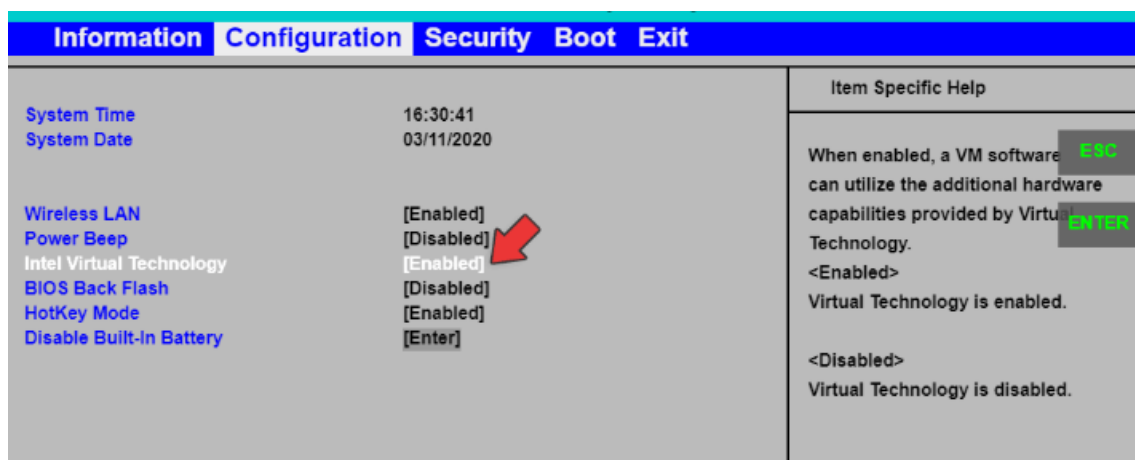 Information Configuration Security Boot Exit
System Time 16:30:41
System Date 03/11/2020
Wireless LAN [Enabled]
Power Beep [Disabled]
Intel Virtual Technology [Enabled]
BIOS Back Flash [Disabled]
HotKey Mode [Enabled]
Disable Built-In Battery [Enter]
Item Specific Help
When enabled, a VM software
can utilize the additional hardware
capabilities provided by Virtual
Technology.
<Enabled>
Virtual Technology is enabled.
<Disabled>
Virtual Technology is disabled.
ESC
ENTER